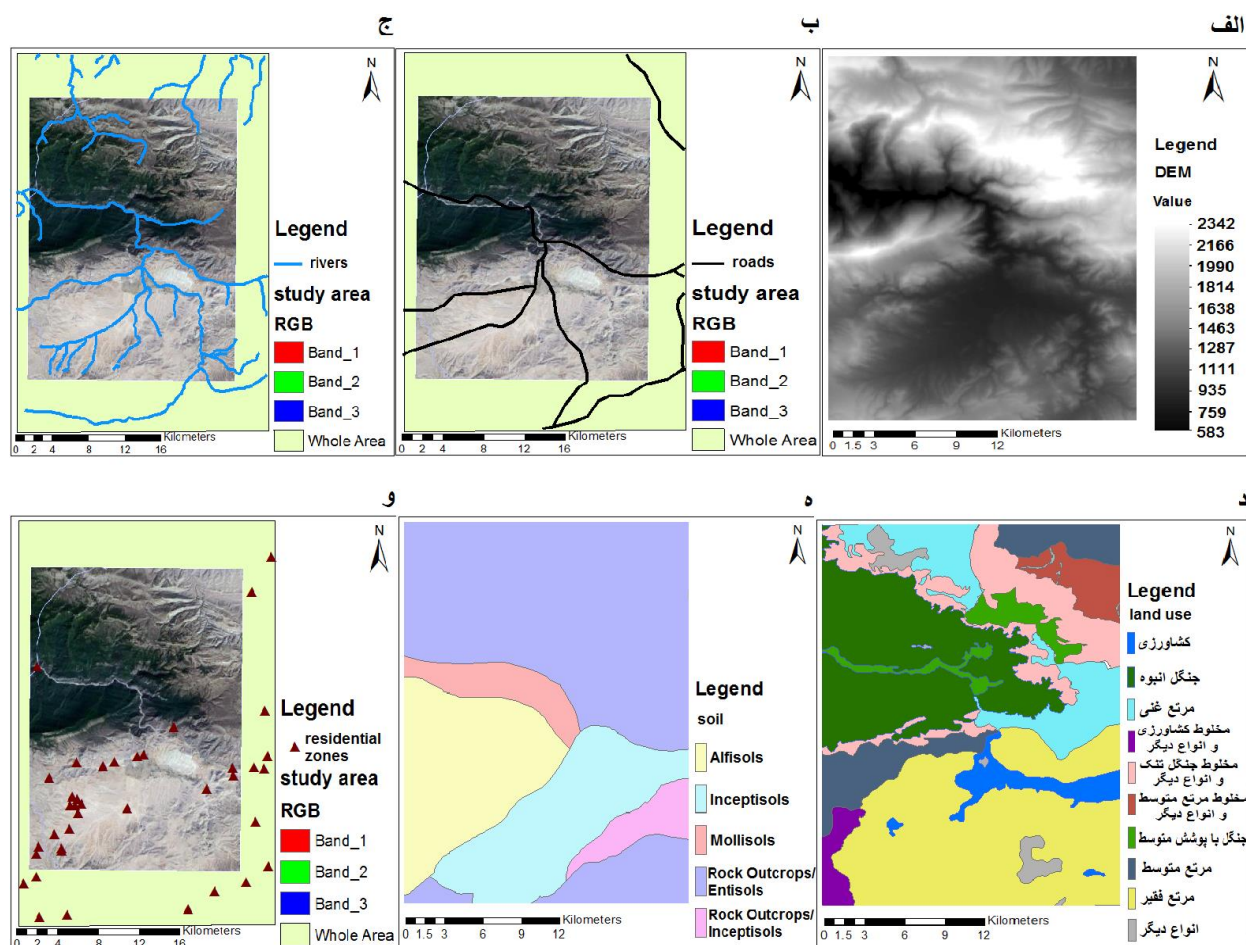 الف
N
Legend
DEM
Value
2342
2166
1990
1814
1638
1463
1287
1111
935
759
583
Kilometers
0 1.5 3 6 9 12
ب
N
Legend
roads
study area
RGB
Band_1
Band_2
Band_3
Whole Area
Kilometers
0 2 4 8 12 16
ج
N
Legend
rivers
study area
RGB
Band_1
Band_2
Band_3
Whole Area
Kilometers
0 2 4 8 12 16
د
N
Legend
land use
کشاورزی
جنگل انبوه
مرتع غنی
مخلوط کشاورزی
و انواع دیگر
مخلوط جنگل تنک
و انواع دیگر
مخلوط مرتع متوسط
و انواع دیگر
جنگل با پوشش متوسط
مرتع متوسط
مرتع فقیر
انواع دیگر
Kilometers
0 1.5 3 6 9 12
ه
N
Legend
soil
Alfisols
Inceptisols
Mollisols
Rock Outcrops/
Entisols
Rock Outcrops/
Inceptisols
Kilometers
0 1.5 3 6 9 12
و
N
Legend
residential
zones
study area
RGB
Band_1
Band_2
Band_3
Whole Area
Kilometers
0 2 4 8 12 16